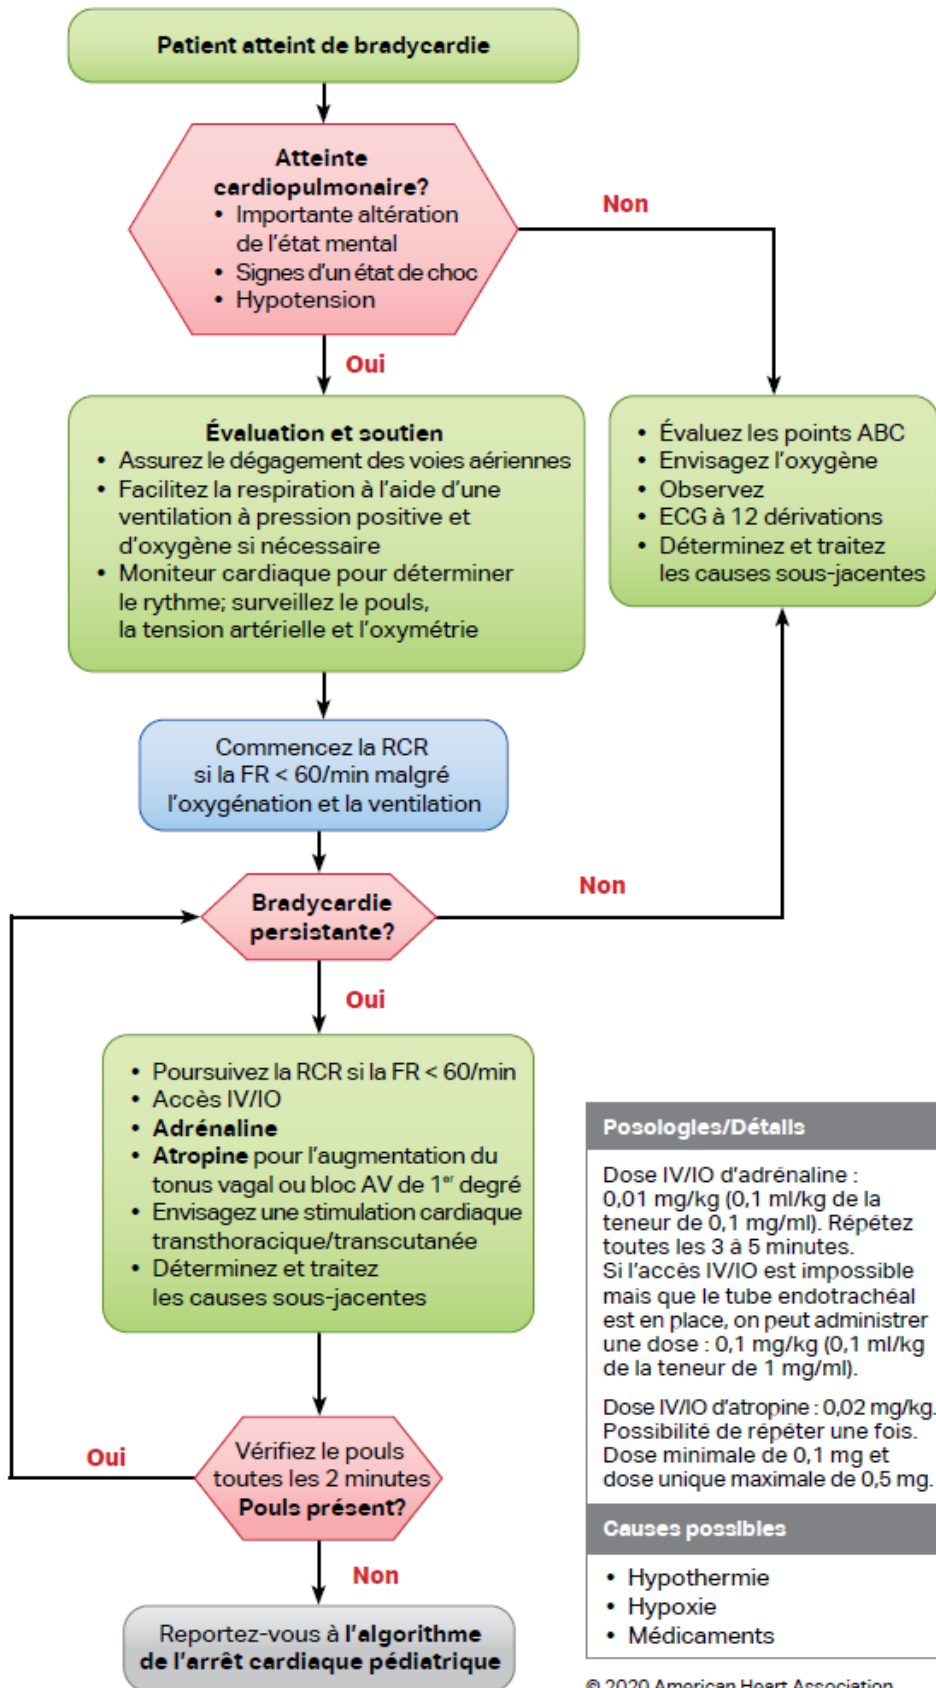 Patient atteint de bradycardie
Atteinte
cardiopulmonaire?
• Importante altération
de l'état mental
• Signes d'un état de choc
• Hypotension
Non
Oui
Évaluation et soutien
• Assurez le dégagement des voies aériennes
• Facilitez la respiration à l'aide d'une
ventilation à pression positive et
d'oxygène si nécessaire
• Moniteur cardiaque pour déterminer
le rythme; surveillez le pouls,
la tension artérielle et l'oxymétrie
• Évaluez les points ABC
• Envisagez l'oxygène
• Observez
• ECG à 12 dérivations
• Déterminez et traitez
les causes sous-jacentes
Commencez la RCR
si la FR < 60/min malgré
l'oxygénation et la ventilation
Bradycardie
persistante?
Non
Oui
• Poursuivez la RCR si la FR < 60/min
• Accès IV/IO
• Adrénaline
• Atropine pour l'augmentation du
tonus vagal ou bloc AV de 1er degré
• Envisagez une stimulation cardiaque
transthoracique/transcutanée
• Déterminez et traitez
les causes sous-jacentes
Vérifiez le pouls
toutes les 2 minutes
Pouls présent?
Oui
Non
Reportez-vous à l'algorithme
de l'arrêt cardiaque pédiatrique
Posologies/Détails
Dose IV/IO d'adrénaline :
0,01 mg/kg (0,1 ml/kg de la
teneur de 0,1 mg/ml). Répétez
toutes les 3 à 5 minutes.
Si l'accès IV/IO est impossible
mais que le tube endotrachéal
est en place, on peut administrer
une dose : 0,1 mg/kg (0,1 ml/kg
de la teneur de 1 mg/ml).
Dose IV/IO d'atropine : 0,02 mg/kg.
Possibilité de répéter une fois.
Dose minimale de 0,1 mg et
dose unique maximale de 0,5 mg.
Causes possibles
• Hypothermie
• Hypoxie
• Médicaments
© 2020 American Heart Association